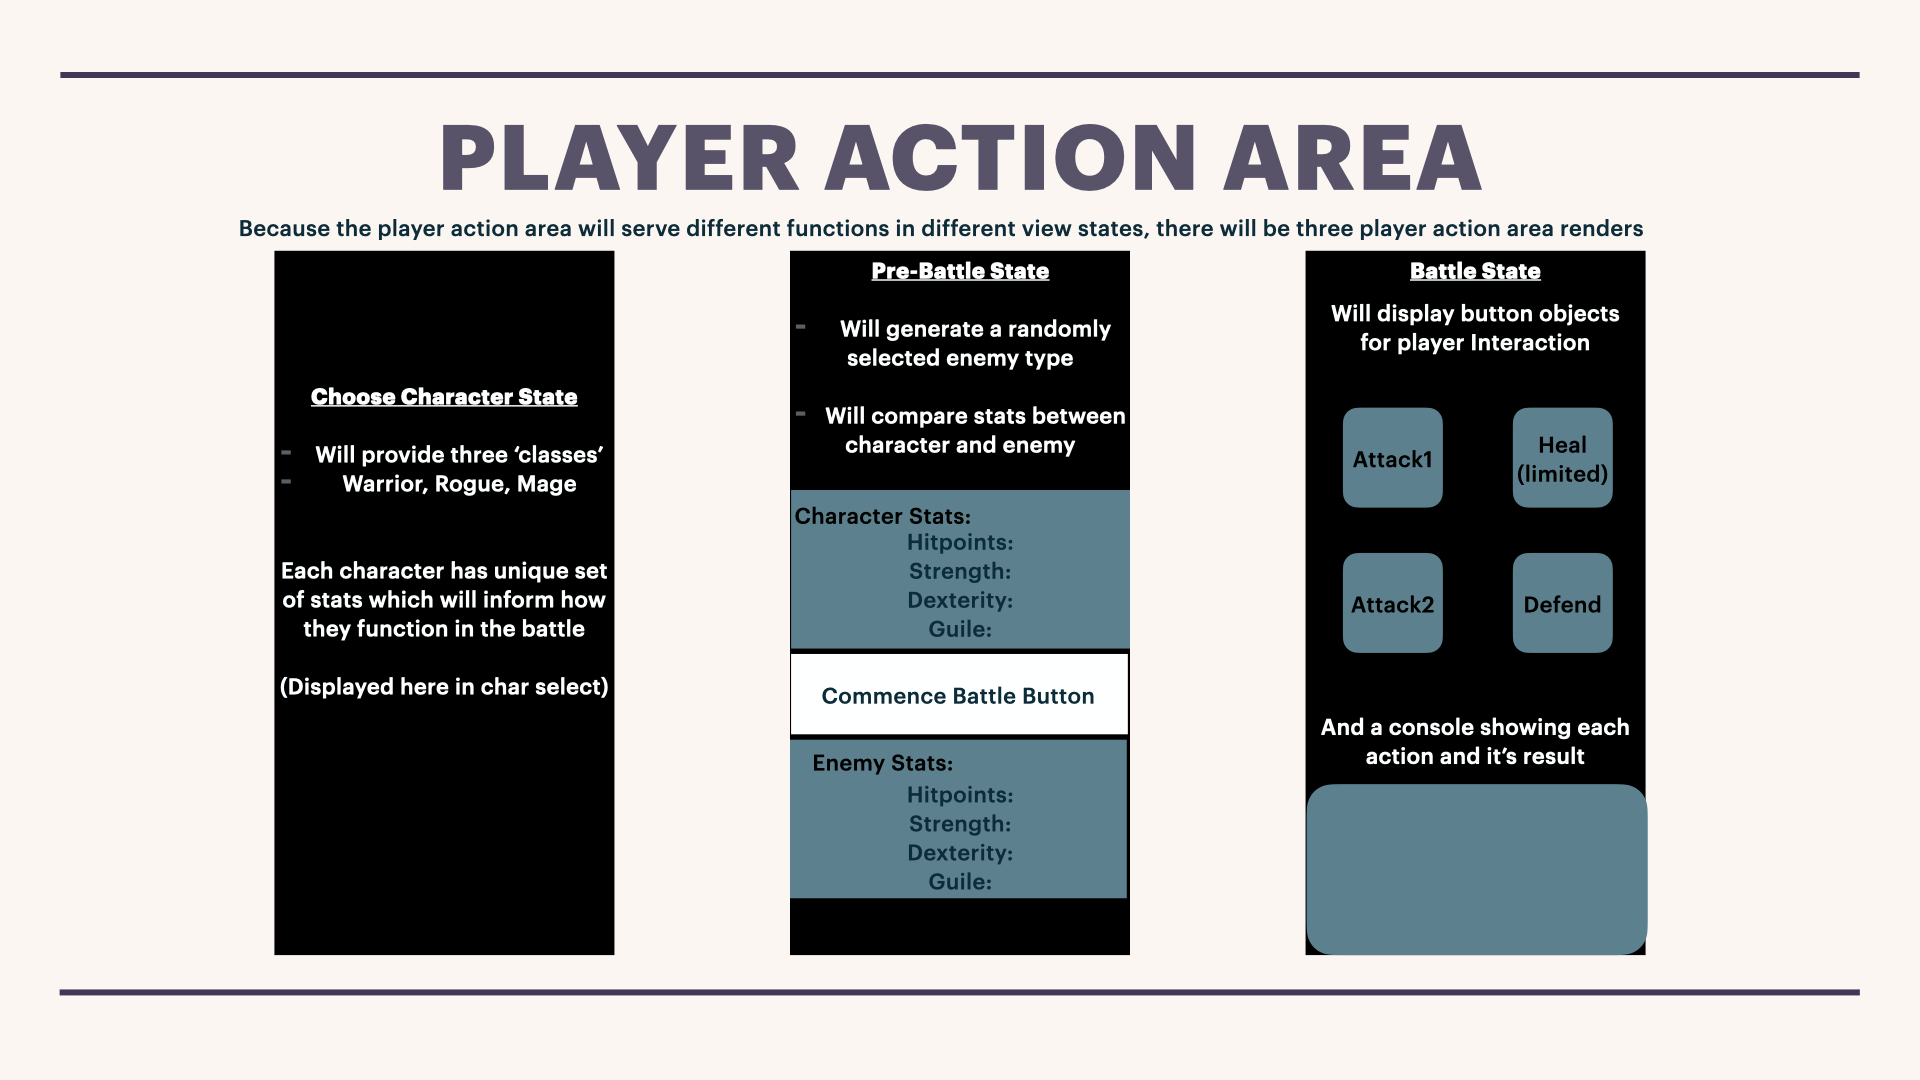 PLAYER ACTION AREA
Because the player action area will serve different functions in different view states, there will be three player action area renders
Choose Character State
- Will provide three ‘classes’
- Warrior, Rogue, Mage
Each character has unique set
of stats which will inform how
they function in the battle
(Displayed here in char select)
Pre-Battle State
- Will generate a randomly
selected enemy type
- Will compare stats between
character and enemy
Character Stats:
Hitpoints:
Strength:
Dexterity:
Guile:
Commence Battle Button
Enemy Stats:
Hitpoints:
Strength:
Dexterity:
Guile:
Battle State
Will display button objects
for player Interaction
Attack1
Heal
(limited)
Attack2
Defend
And a console showing each
action and it’s result